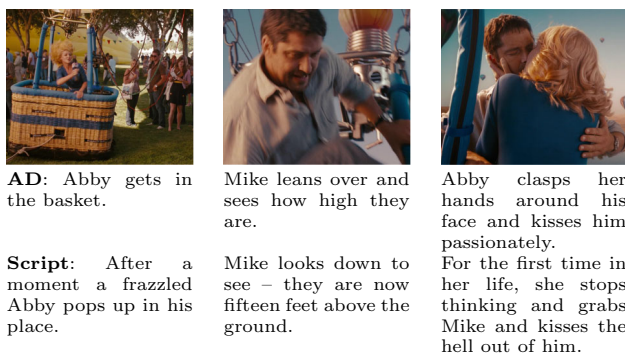 AD: Abby gets in
the basket.
Mike leans over and
sees how high they
are.
Abby clasps her
hands around his
face and kisses him
passionately.
Script: After a
moment a frazzled
Abby pops up in his
place.
Mike looks down to
see – they are now
fifteen feet above the
ground.
For the first time in
her life, she stops
thinking and grabs
Mike and kisses the
hell out of him.